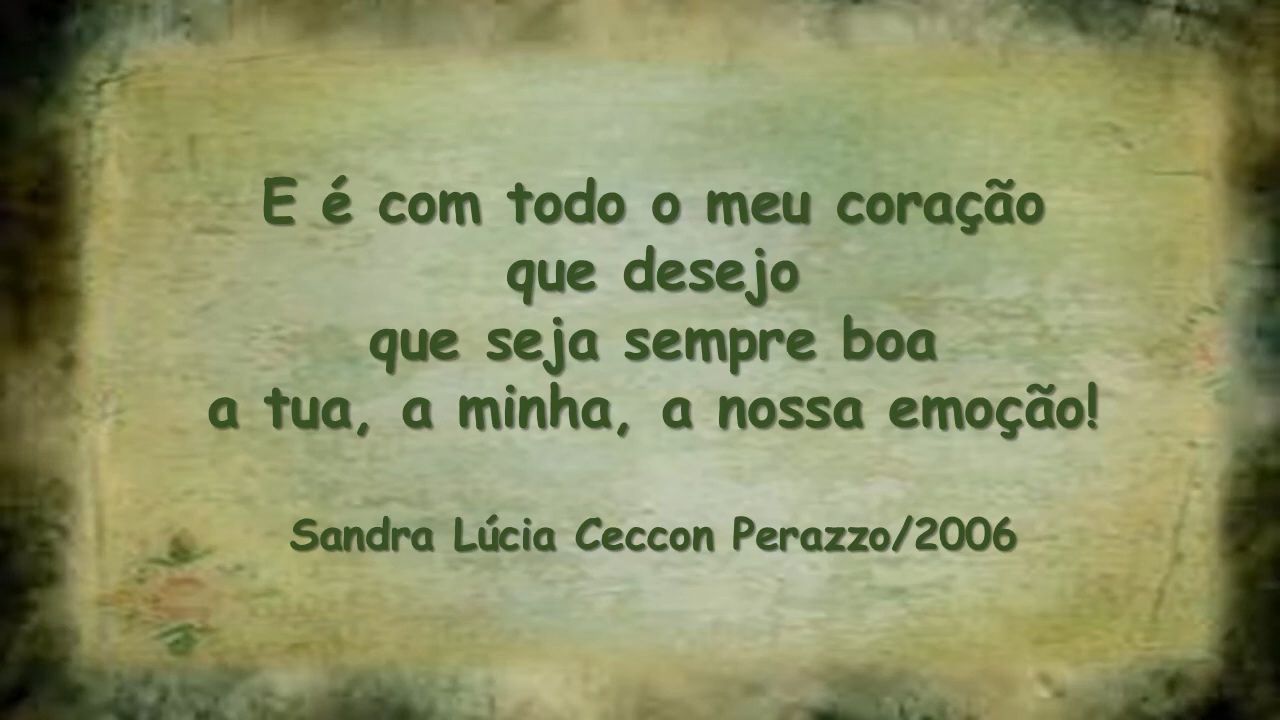 E é com todo o meu coração
que desejo
que seja sempre boa
a tua, a minha, a nossa emoção!
Sandra Lúcia Ceccon Perazzo/2006